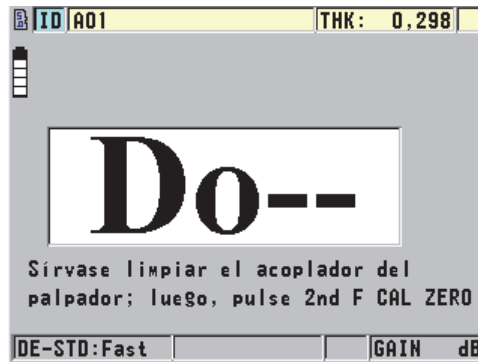 ID A01 THK: 0,298
Do--
Sírvase limpiar el acoplador del
palpador; luego, pulse 2nd F CAL ZERO
DE-STD:Fast GAIN dB